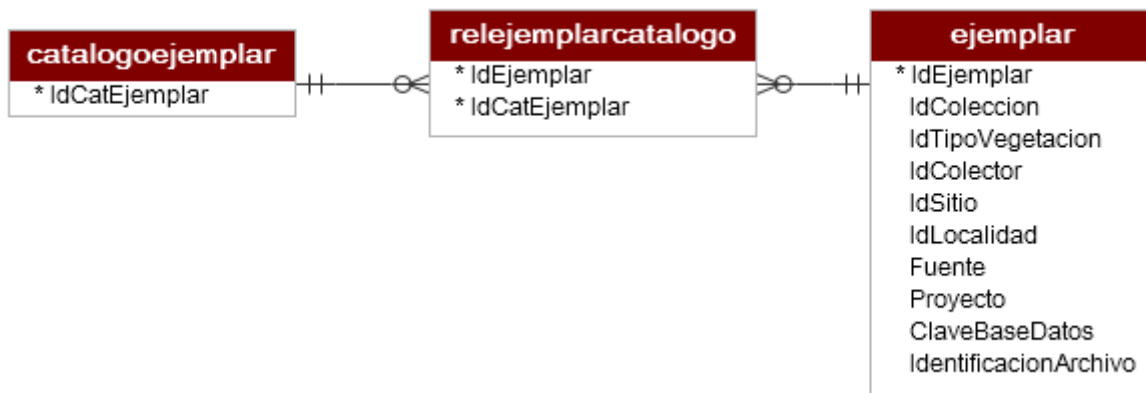 catalogoejemplar
* IdCatEjemplar
relejemplarcatalogo
* IdEjemplar
* IdCatEjemplar
ejemplar
* IdEjemplar
IdColeccion
IdTipoVegetacion
IdColector
IdSitio
IdLocalidad
Fuente
Proyecto
ClaveBaseDatos
IdentificacionArchivo